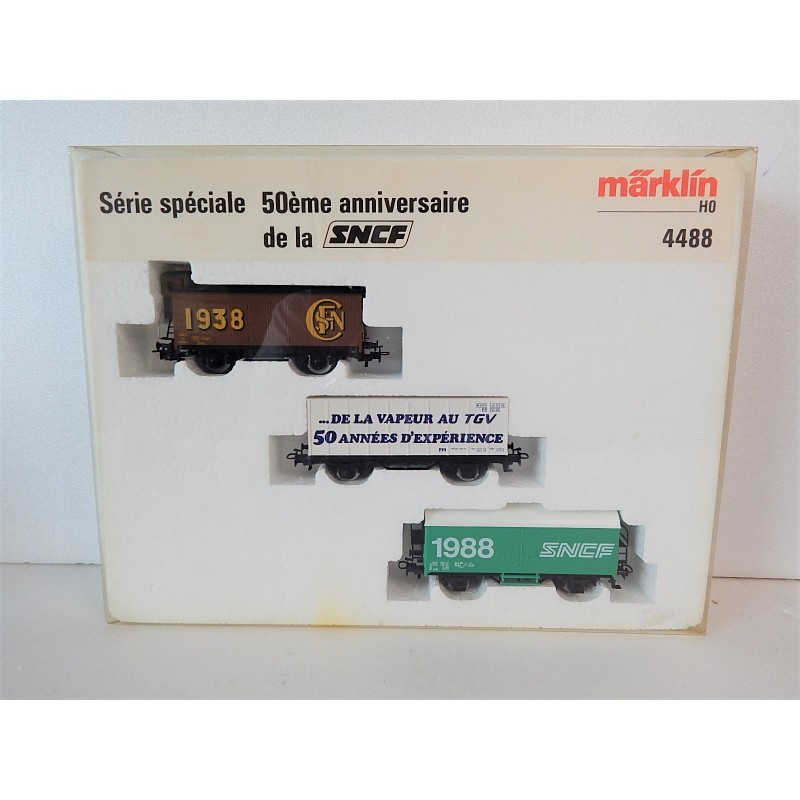 Série spéciale 50ème anniversaire
de la SNCF
märklin
HO
4488
1938
SNCF
...DE LA VAPEUR AU TGV
50 ANNÉES D'EXPÉRIENCE
1988 SNCF